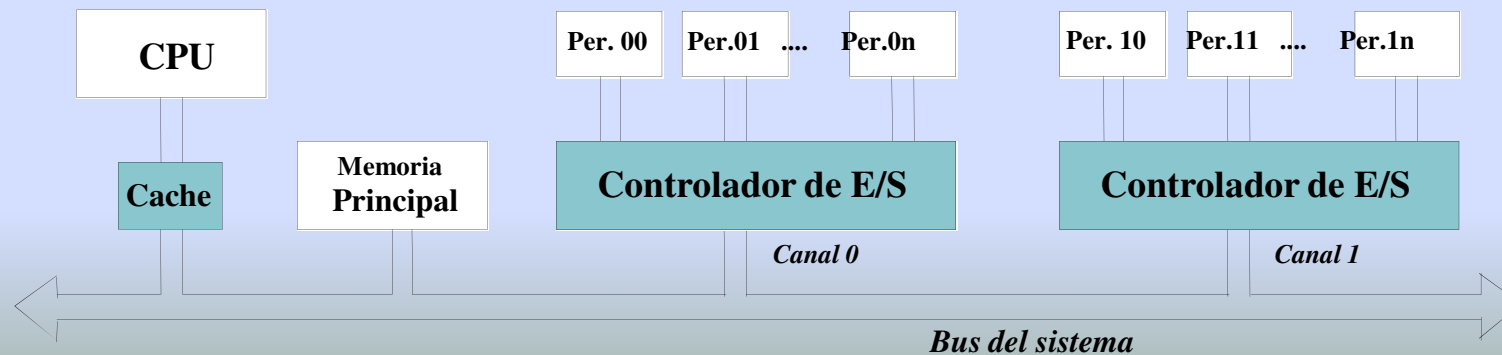 CPU
Cache
Memoria
Principal
Per. 00
Per.01 ....
Per.0n
Controlador de E/S
Canal 0
Per. 10
Per.11 ....
Per.1n
Controlador de E/S
Canal 1
Bus del sistema